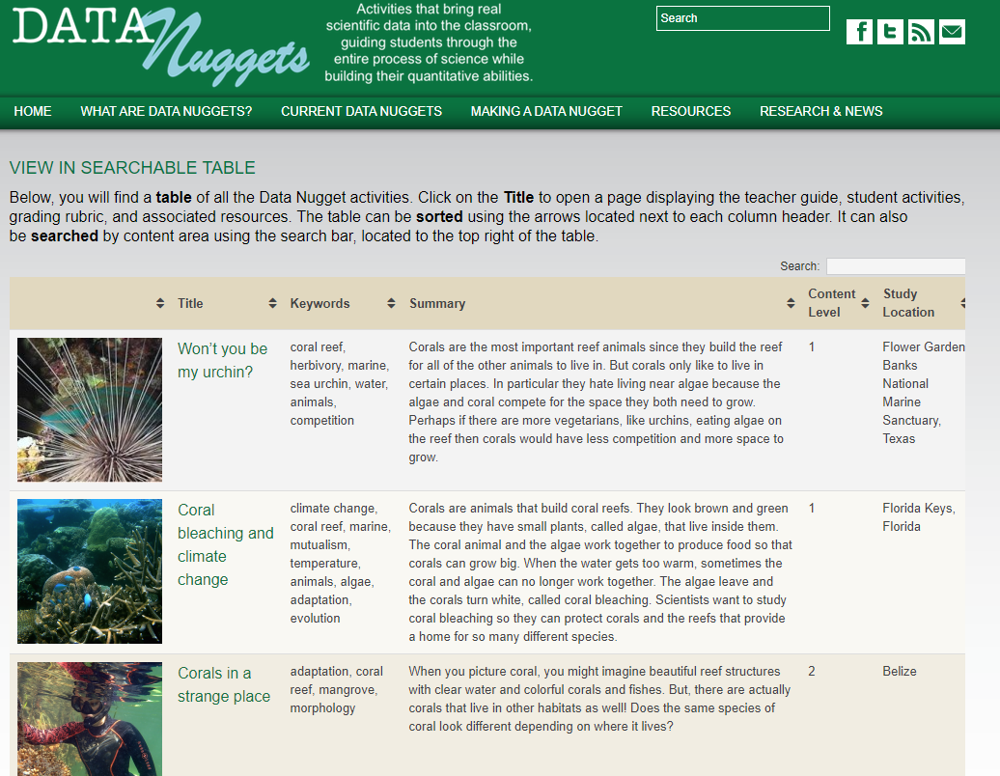 DATA Nuggets
Activities that bring real
scientific data into the classroom,
guiding students through the
entire process of science while
building their quantitative abilities.
Search
HOME
WHAT ARE DATA NUGGETS?
CURRENT DATA NUGGETS
MAKING A DATA NUGGET
RESOURCES
RESEARCH & NEWS
VIEW IN SEARCHABLE TABLE
Below, you will find a table of all the Data Nugget activities. Click on the Title to open a page displaying the teacher guide, student activities,
grading rubric, and associated resources. The table can be sorted using the arrows located next to each column header. It can also
be searched by content area using the search bar, located to the top right of the table.
Search:
Title
Keywords
Summary
Content
Level
Study
Location
Won't you be
my urchin?
coral reef,
herbivory, marine,
sea urchin, water,
animals,
competition
Corals are the most important reef animals since they build the reef
for all of the other animals to live in. But corals only like to live in
certain places. In particular they hate living near algae because the
algae and coral compete for the space they both need to grow.
Perhaps if there are more vegetarians, like urchins, eating algae on
the reef then corals would have less competition and more space to
grow.
1
Flower Garden
Banks
National
Marine
Sanctuary,
Texas
Coral
bleaching and
climate
change
climate change,
coral reef, marine,
mutualism,
temperature,
animals, algae,
adaptation,
evolution
Corals are animals that build coral reefs. They look brown and green
because they have small plants, called algae, that live inside them.
The coral animal and the algae work together to produce food so that
corals can grow big. When the water gets too warm, sometimes the
coral and algae can no longer work together. The algae leave and
the corals turn white, called coral bleaching. Scientists want to study
coral bleaching so they can protect corals and the reefs that provide
a home for so many different species.
1
Florida Keys,
Florida
Corals in a
strange place
adaptation, coral
reef, mangrove,
morphology
When you picture coral, you might imagine beautiful reef structures
with clear water and colorful corals and fishes. But, there are actually
corals that live in other habitats as well! Does the same species of
coral look different depending on where it lives?
2
Belize